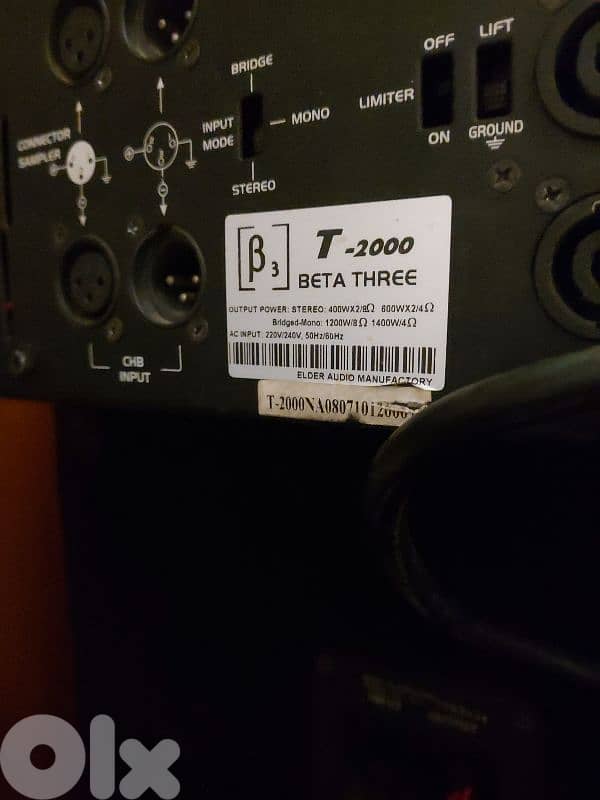 BRIDGE
MONO
INPUT
MODE
STEREO
OFF
LIFT
LIMITER
ON
GROUND
CONNECTOR
SAMPLER
CHB
INPUT
[β3] T-2000
BETA THREE
OUTPUT POWER: STEREO: 400WX2/8Ω 600WX2/4Ω
Bridged-Mono: 1200W/8Ω 1400W/4Ω
AC INPUT: 220V/240V, 50Hz/60Hz
ELDER AUDIO MANUFACTORY
olx